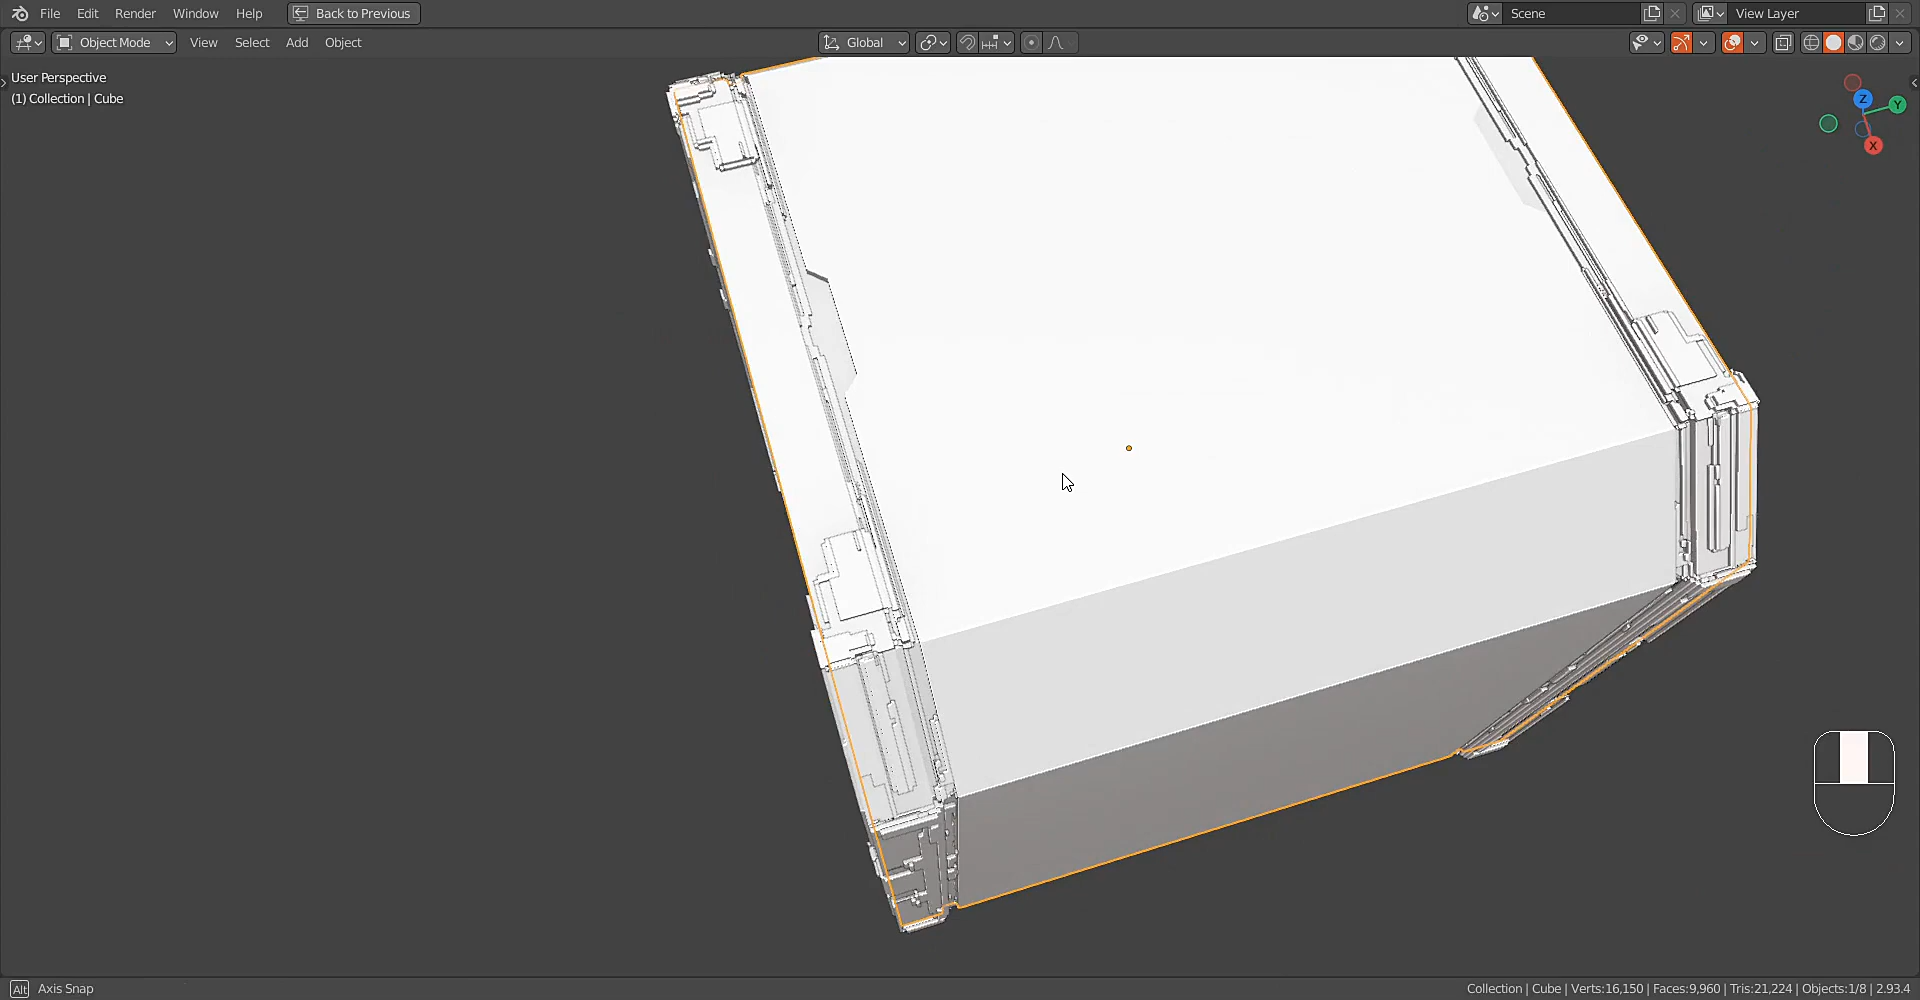 File Edit Render Window Help Back to Previous Scene View Layer
Object Mode View Select Add Object Global
User Perspective
(1) Collection | Cube
Z
Y
X
Alt Axis Snap Collection | Cube | Verts:16,150 | Faces:9,960 | Tris:21,224 | Objects:1/8 | 2.93.4